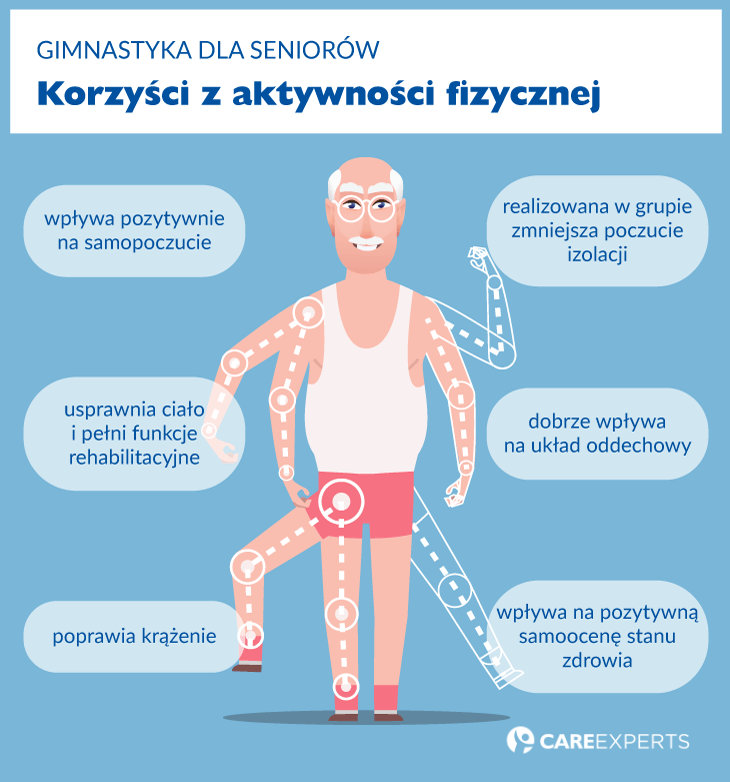 GIMNASTYKA DLA SENIORÓW
Korzyści z aktywności fizycznej
wpływa pozytywnie
na samopoczucie
realizowana w grupie
zmniejsza poczucie
izolacji
usprawnia ciało
i pełni funkcje
rehabilitacyjne
dobrze wpływa
na układ oddechowy
poprawia krążenie
wpływa na pozytywną
samoocenę stanu
zdrowia
CAREEXPERTS